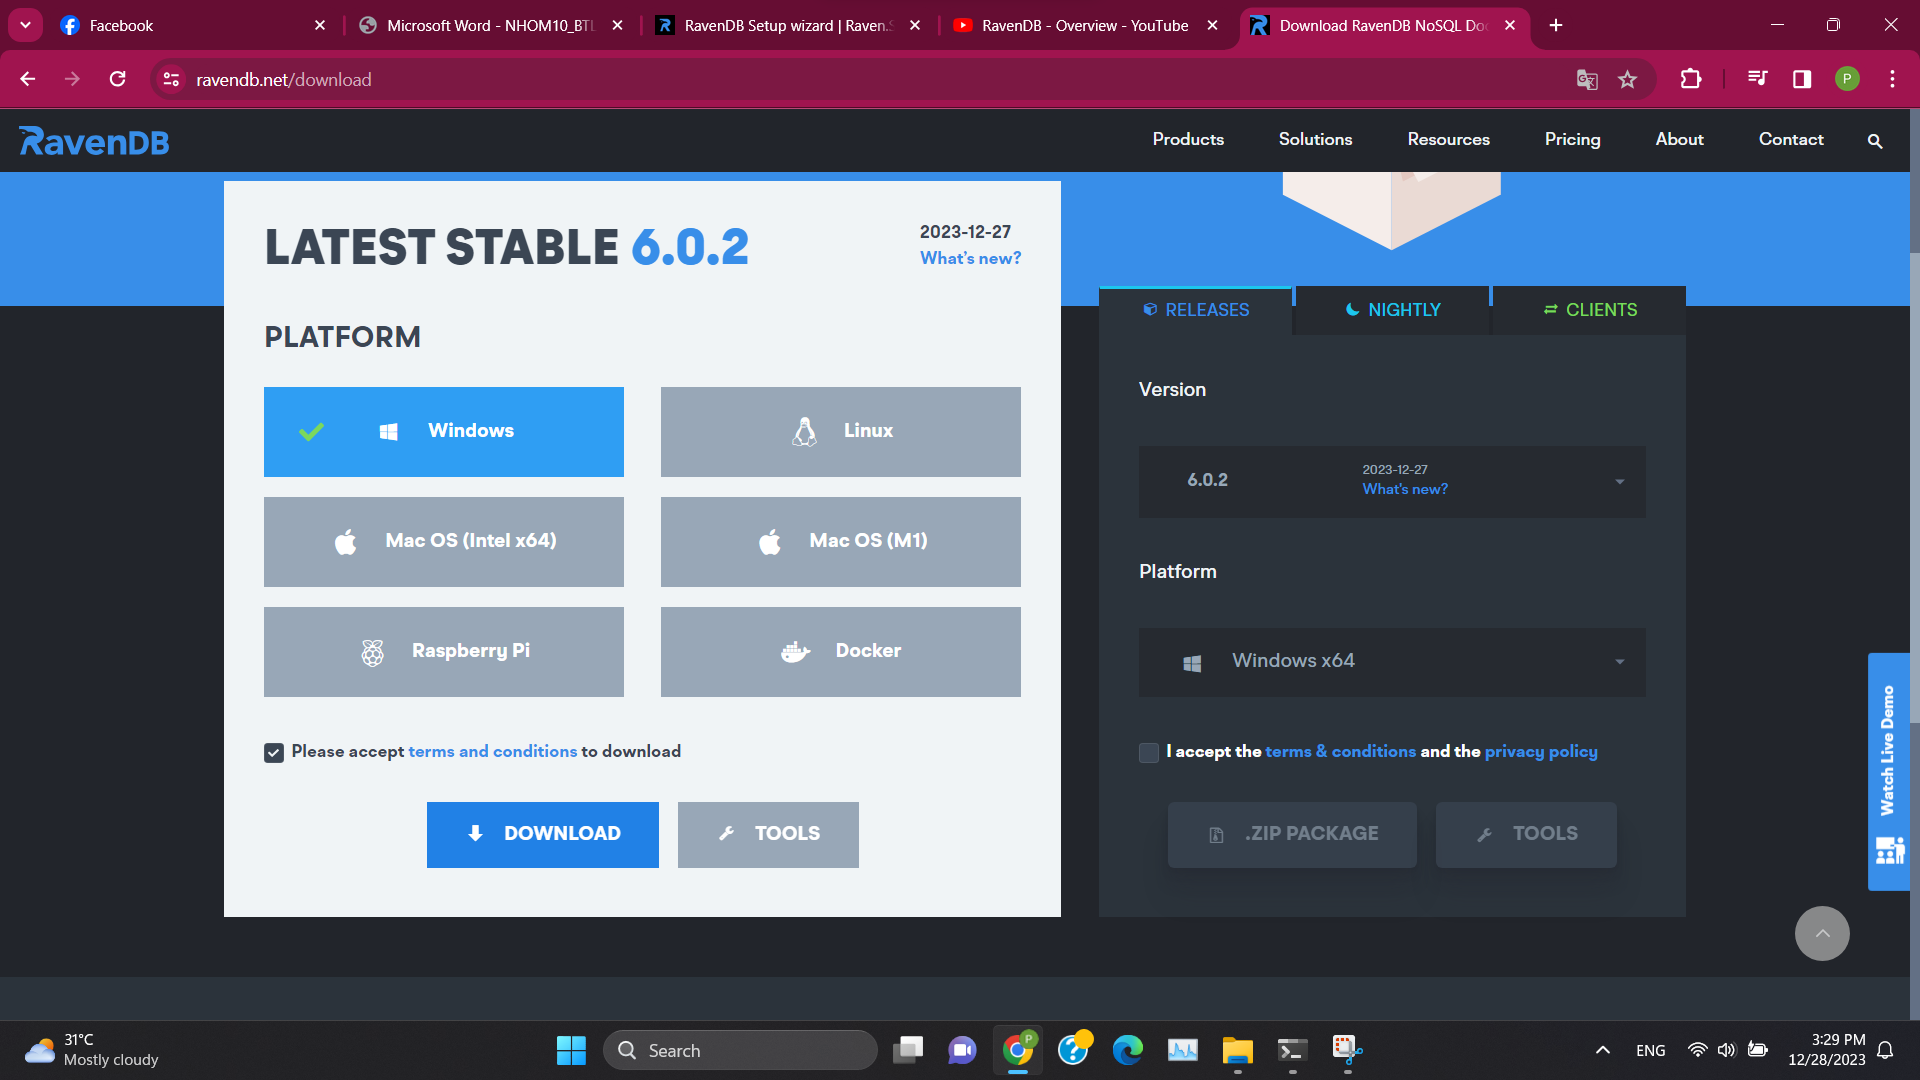 Facebook
Microsoft Word - NHOM10_BTL
RavenDB Setup wizard | Raven.S
RavenDB - Overview - YouTube
Download RavenDB NoSQL Do
ravendb.net/download
P
RavenDB
Products
Solutions
Resources
Pricing
About
Contact
LATEST STABLE 6.0.2
2023-12-27
What's new?
PLATFORM
Windows
Linux
Mac OS (Intel x64)
Mac OS (M1)
Raspberry Pi
Docker
Please accept terms and conditions to download
DOWNLOAD
TOOLS
RELEASES
NIGHTLY
CLIENTS
Version
6.0.2
2023-12-27
What's new?
Platform
Windows x64
I accept the terms & conditions and the privacy policy
.ZIP PACKAGE
TOOLS
Watch Live Demo
31°C
Mostly cloudy
Search
P
ENG
3:29 PM
12/28/2023